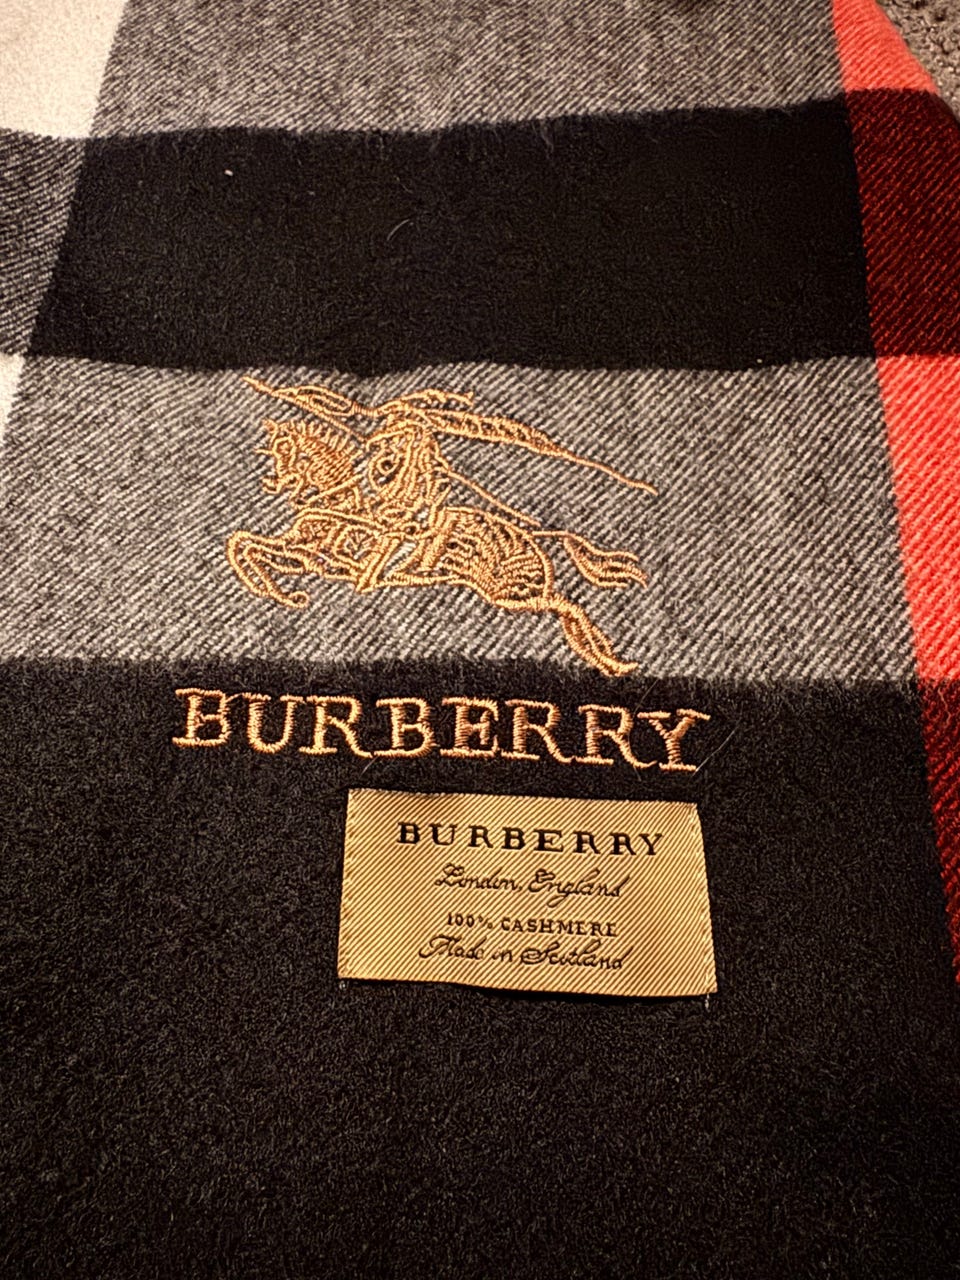 BURBERRY
BURBERRY
London, England
100% CASHMERE
Made in Scotland